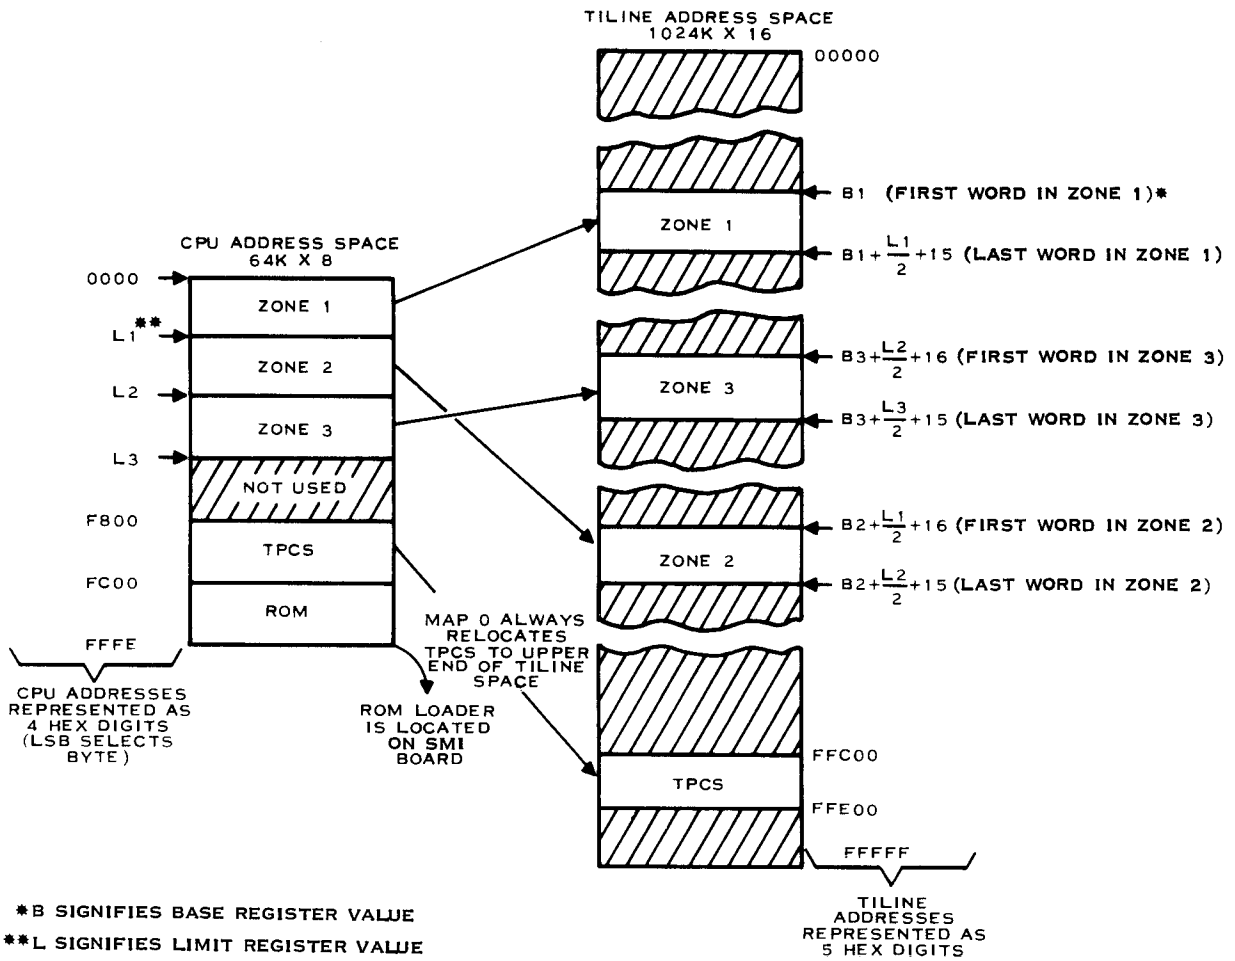 TILINE ADDRESS SPACE
1024K X 16
00000
B1 (FIRST WORD IN ZONE 1)*
ZONE 1
B1+L1/2+15 (LAST WORD IN ZONE 1)
CPU ADDRESS SPACE
64K X 8
0000
ZONE 1
L1**
ZONE 2
L2
ZONE 3
L3
NOT USED
F800
TPCS
FC00
ROM
FFFE
B3+L2/2+16 (FIRST WORD IN ZONE 3)
ZONE 3
B3+L3/2+15 (LAST WORD IN ZONE 3)
B2+L1/2+16 (FIRST WORD IN ZONE 2)
ZONE 2
B2+L2/2+15 (LAST WORD IN ZONE 2)
MAP 0 ALWAYS
RELOCATES
TPCS TO UPPER
END OF TILINE
SPACE
CPU ADDRESSES
REPRESENTED AS
4 HEX DIGITS
(LSB SELECTS
BYTE)
ROM LOADER
IS LOCATED
ON SMI
BOARD
FFC00
TPCS
FFE00
FFFFF
TILINE
ADDRESSES
REPRESENTED AS
5 HEX DIGITS
*B SIGNIFIES BASE REGISTER VALUE
**L SIGNIFIES LIMIT REGISTER VALUE